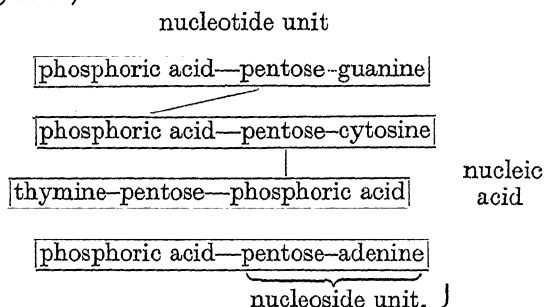 nucleotide unit
phosphoric acid—pentose-guanine
phosphoric acid—pentose–cytosine
thymine–pentose—phosphoric acid
nucleic
acid
phosphoric acid—pentose–adenine
nucleoside unit.